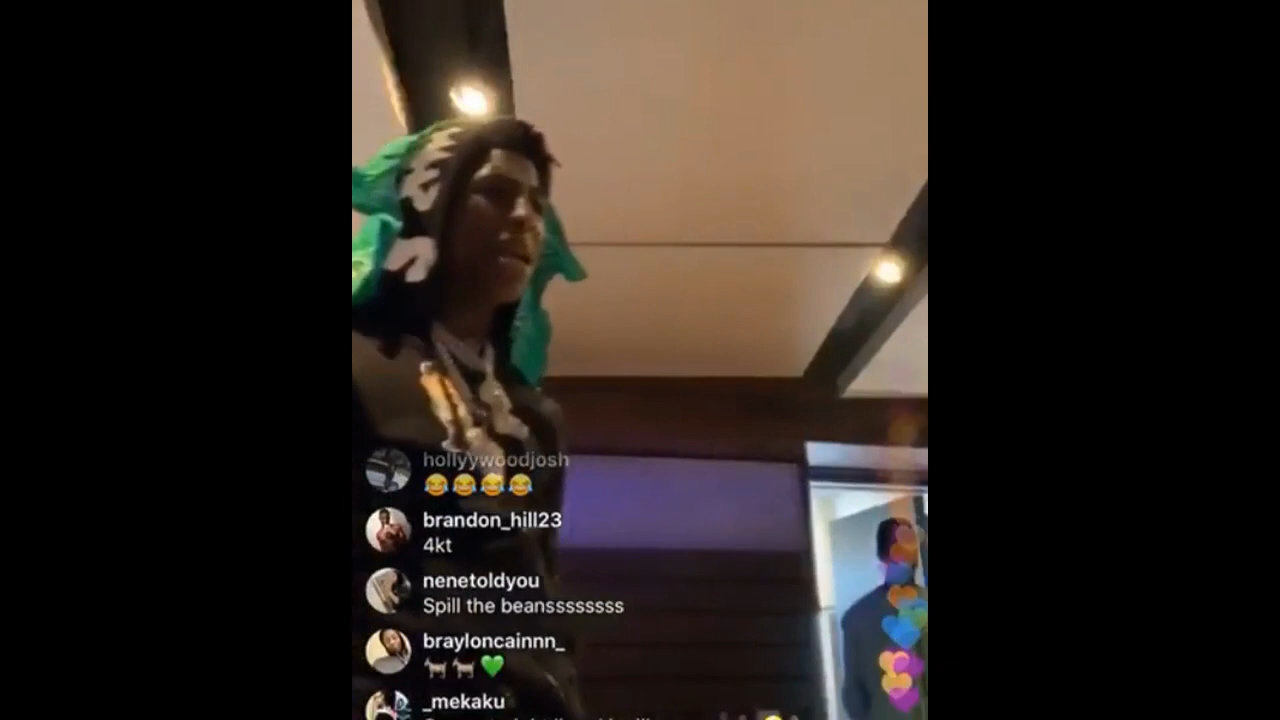 hollyywoodjosh
😂😂😂😂
brandon_hill23
4kt
nenetoldyou
Spill the beanssssssss
brayloncainnn_
🐐🐐💚
_mekaku